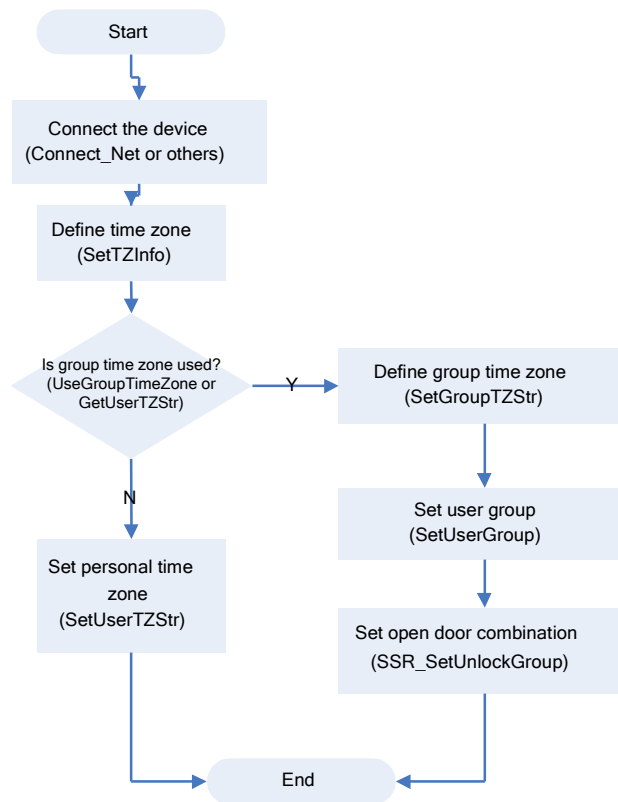 Start
Connect the device
(Connect_Net or others)
Define time zone
(SetTZInfo)
Is group time zone used?
(UseGroupTimeZone or
GetUserTZStr)
Y
Define group time zone
(SetGroupTZStr)
N
Set user group
(SetUserGroup)
Set personal time
zone
(SetUserTZStr)
Set open door combination
(SSR_SetUnlockGroup)
End